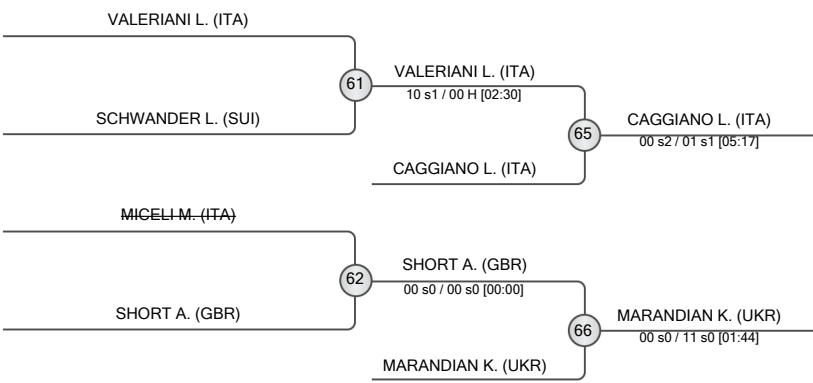 VALERIANI L. (ITA)
61
VALERIANI L. (ITA)
10 s1 / 00 H [02:30]
SCHWANDER L. (SUI)
65
CAGGIANO L. (ITA)
00 s2 / 01 s1 [05:17]
CAGGIANO L. (ITA)
MICELI M. (ITA)
62
SHORT A. (GBR)
00 s0 / 00 s0 [00:00]
SHORT A. (GBR)
66
MARANDIAN K. (UKR)
00 s0 / 11 s0 [01:44]
MARANDIAN K. (UKR)